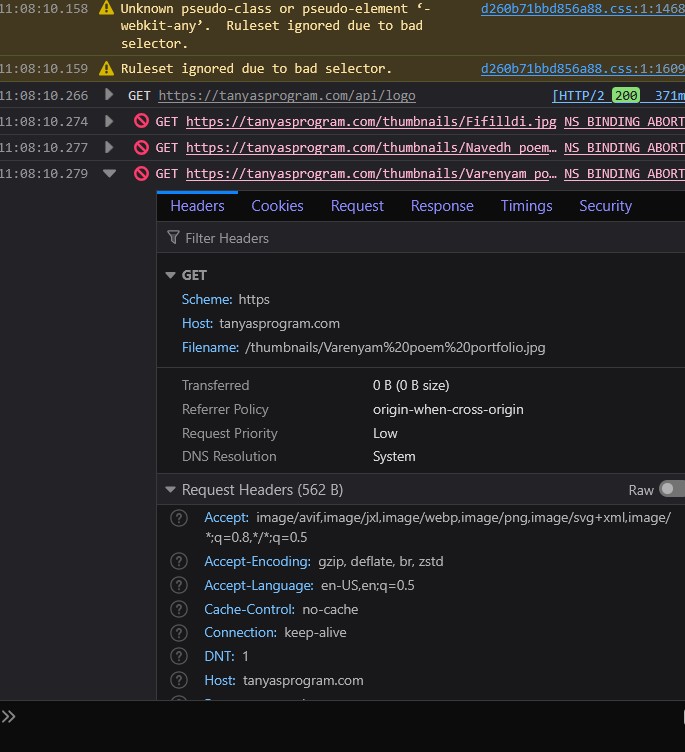 11:08:10.158 Unknown pseudo-class or pseudo-element ‘- d260b71bbd856a88.css:1:1468
webkit-any’. Ruleset ignored due to bad
selector.
11:08:10.159 Ruleset ignored due to bad selector. d260b71bbd856a88.css:1:1609
11:08:10.266 GET https://tanyasprogram.com/api/logo [HTTP/2 200 371m
11:08:10.274 GET https://tanyasprogram.com/thumbnails/Fifilldi.jpg NS_BINDING_ABORT
11:08:10.277 GET https://tanyasprogram.com/thumbnails/Navedh poem… NS_BINDING_ABORT
11:08:10.279 GET https://tanyasprogram.com/thumbnails/Varenyam po… NS_BINDING_ABORT
Headers Cookies Request Response Timings Security
Filter Headers
GET
Scheme: https
Host: tanyasprogram.com
Filename: /thumbnails/Varenyam%20poem%20portfolio.jpg
Transferred 0 B (0 B size)
Referrer Policy origin-when-cross-origin
Request Priority Low
DNS Resolution System
Request Headers (562 B) Raw
? Accept: image/avif,image/jxl,image/webp,image/png,image/svg+xml,image/
*;q=0.8,*/*;q=0.5
? Accept-Encoding: gzip, deflate, br, zstd
? Accept-Language: en-US,en;q=0.5
? Cache-Control: no-cache
? Connection: keep-alive
? DNT: 1
? Host: tanyasprogram.com